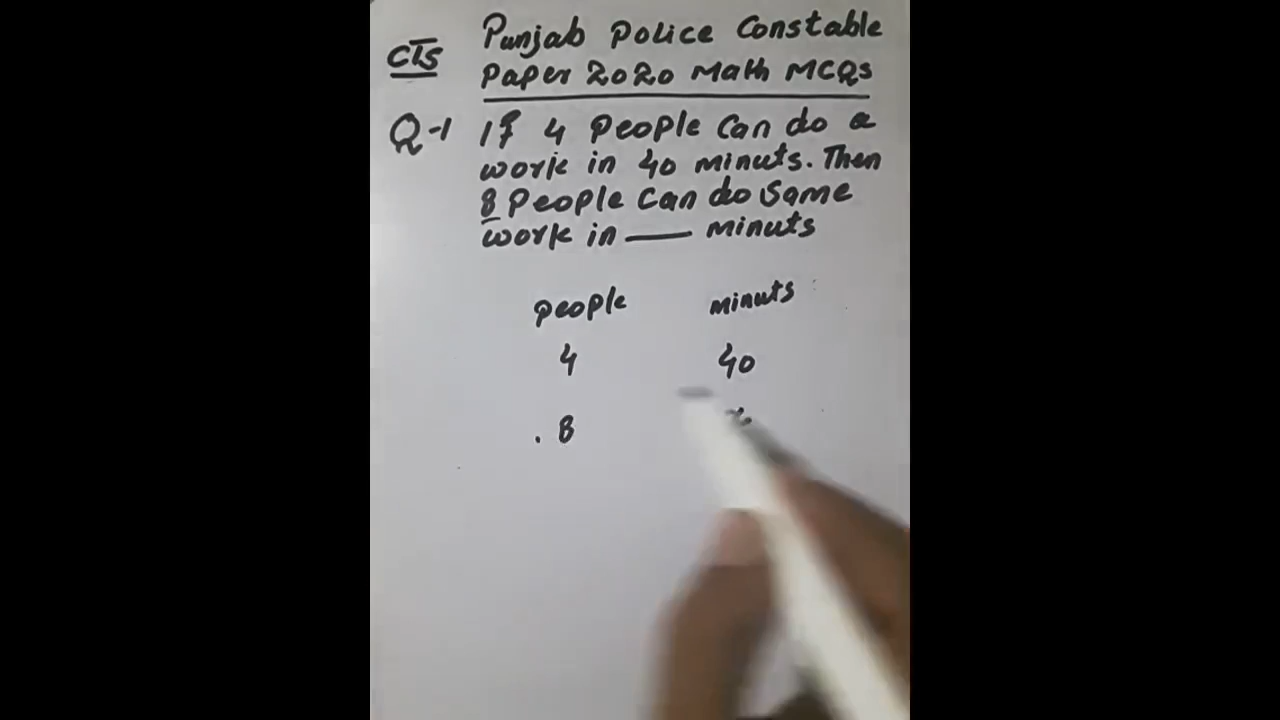 CTS Punjab Police Constable
Paper 2020 Math MCQs
Q-1 If 4 People Can do a
work in 40 minuts. Then
8 People Can do Same
work in ___ minuts
people minuts
4 40
8